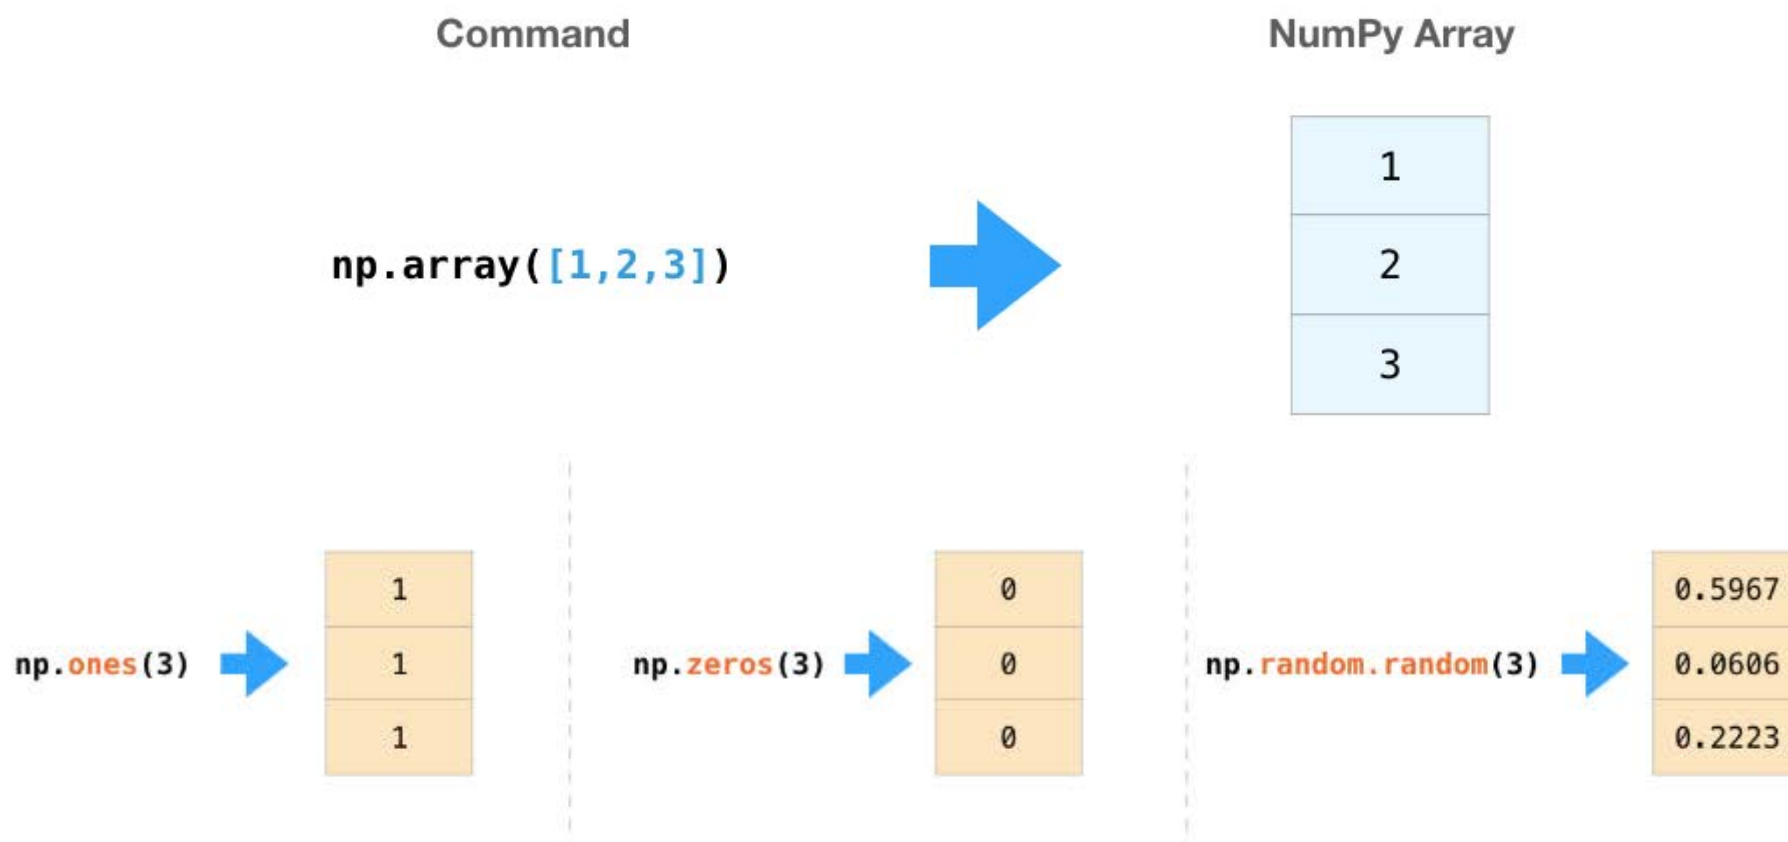 Command
NumPy Array
np.array([1,2,3])
1
2
3
np.ones(3)
1
1
1
np.zeros(3)
0
0
0
np.random.random(3)
0.5967
0.0606
0.2223